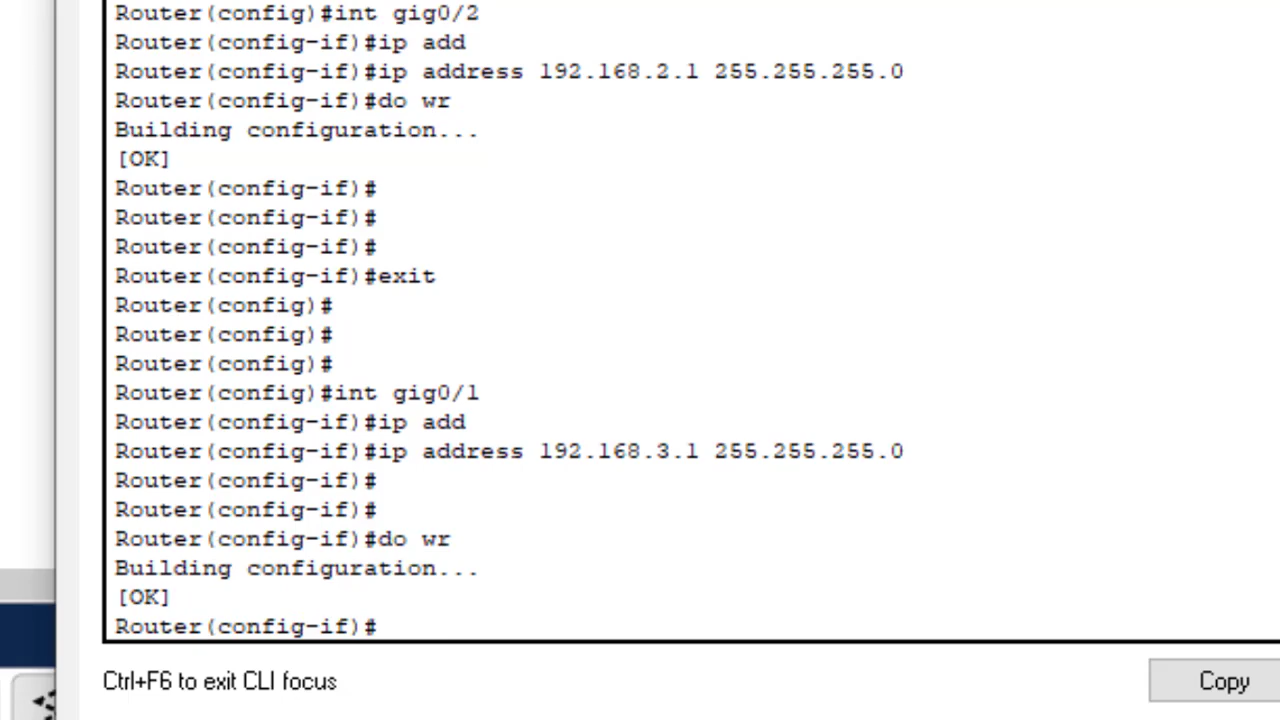 Router(config)#int gig0/2
Router(config-if)#ip add
Router(config-if)#ip address 192.168.2.1 255.255.255.0
Router(config-if)#do wr
Building configuration...
[OK]
Router(config-if)#
Router(config-if)#
Router(config-if)#
Router(config-if)#exit
Router(config)#
Router(config)#
Router(config)#
Router(config)#int gig0/1
Router(config-if)#ip add
Router(config-if)#ip address 192.168.3.1 255.255.255.0
Router(config-if)#
Router(config-if)#
Router(config-if)#do wr
Building configuration...
[OK]
Router(config-if)#
Ctrl+F6 to exit CLI focus
Copy